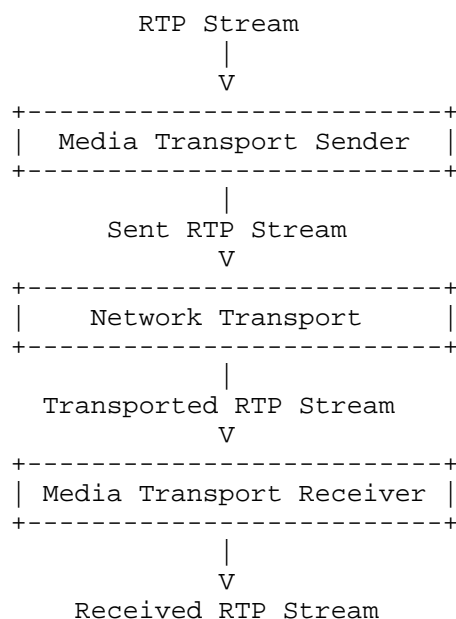 RTP Stream
              |
              V
+---------------------------+
|   Media Transport Sender  |
+---------------------------+
              |
       Sent RTP Stream
              V
+---------------------------+
|     Network Transport     |
+---------------------------+
              |
    Transported RTP Stream
              V
+---------------------------+
|  Media Transport Receiver |
+---------------------------+
              |
              V
     Received RTP Stream